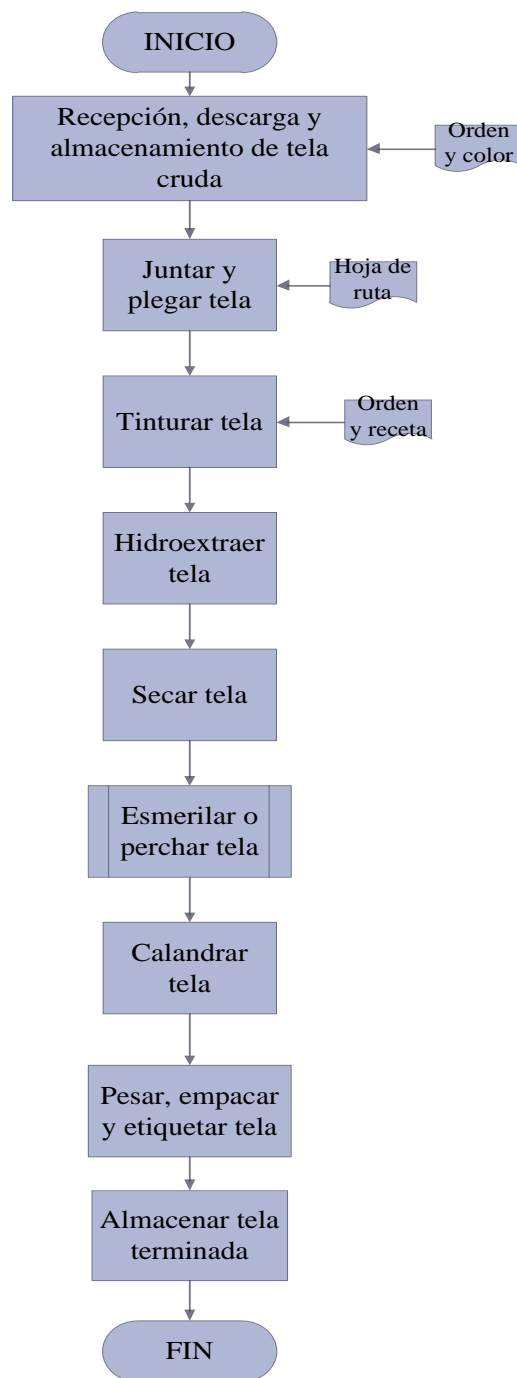 INICIO
Recepción, descarga y
almacenamiento de tela
cruda
Orden
y color
Juntar y
plegar tela
Hoja de
ruta
Tinturar tela
Orden
y receta
Hidroextraer
tela
Secar tela
Esmerilar o
perchar tela
Calandrar
tela
Pesar, empacar
y etiquetar tela
Almacenar tela
terminada
FIN